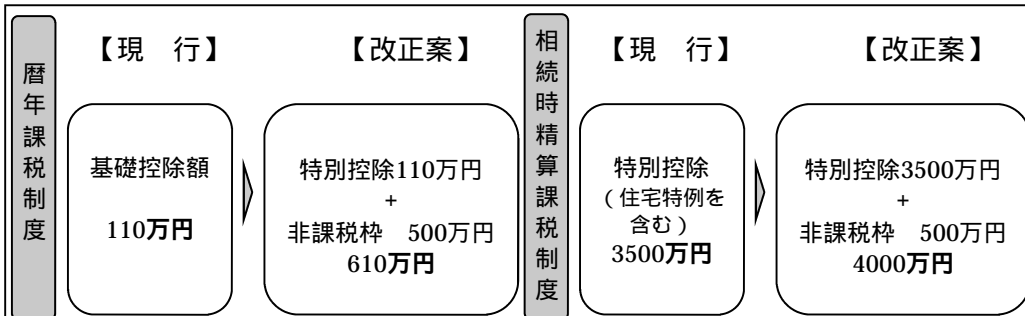 暦年課税制度
【現　行】
基礎控除額
110万円
【改正案】
特別控除110万円
+
非課税枠　500万円
610万円
相続時精算課税制度
【現　行】
特別控除
（住宅特例を
含む）
3500万円
【改正案】
特別控除3500万円
+
非課税枠　500万円
4000万円